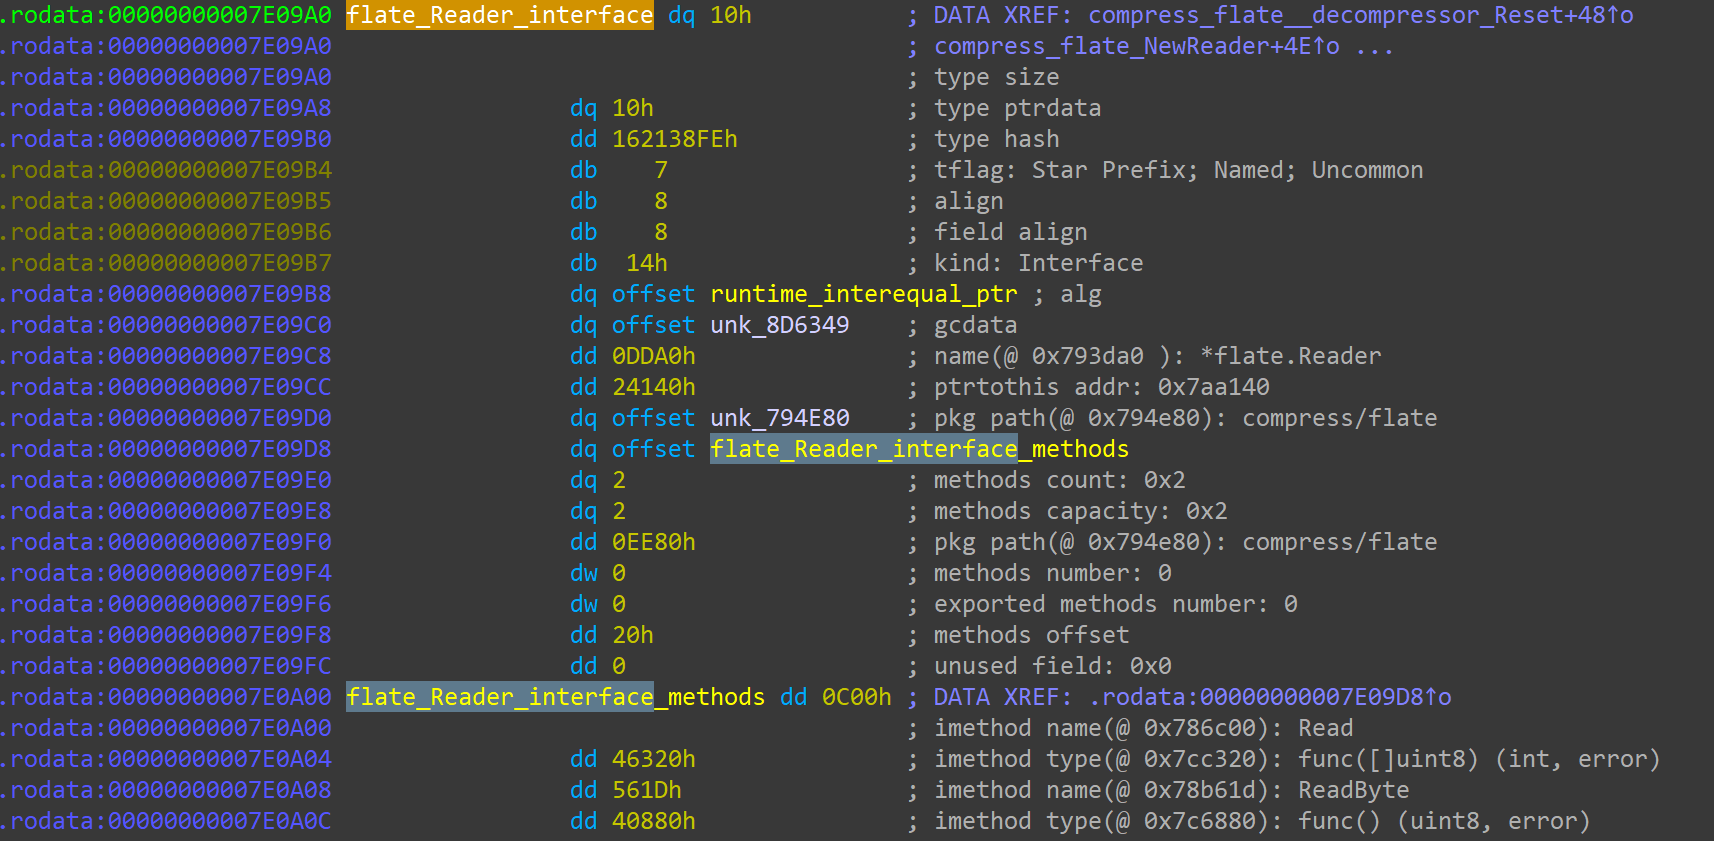 .rodata:00000000007E09A0 flate_Reader_interface dq 10h ; DATA XREF: compress_flate__decompressor_Reset+48↑o
.rodata:00000000007E09A0 ; compress_flate_NewReader+4E↑o ...
.rodata:00000000007E09A0 ; type size
.rodata:00000000007E09A8 dq 10h ; type ptrdata
.rodata:00000000007E09B0 dd 162138FEh ; type hash
.rodata:00000000007E09B4 db 7 ; tflag: Star Prefix; Named; Uncommon
.rodata:00000000007E09B5 db 8 ; align
.rodata:00000000007E09B6 db 8 ; field align
.rodata:00000000007E09B7 db 14h ; kind: Interface
.rodata:00000000007E09B8 dq offset runtime_interequal_ptr ; alg
.rodata:00000000007E09C0 dq offset unk_8D6349 ; gcdata
.rodata:00000000007E09C8 dd 0DDA0h ; name(@ 0x793da0 ): *flate.Reader
.rodata:00000000007E09CC dd 24140h ; ptrtothis addr: 0x7aa140
.rodata:00000000007E09D0 dq offset unk_794E80 ; pkg path(@ 0x794e80): compress/flate
.rodata:00000000007E09D8 dq offset flate_Reader_interface_methods
.rodata:00000000007E09E0 dq 2 ; methods count: 0x2
.rodata:00000000007E09E8 dq 2 ; methods capacity: 0x2
.rodata:00000000007E09F0 dd 0EE80h ; pkg path(@ 0x794e80): compress/flate
.rodata:00000000007E09F4 dw 0 ; methods number: 0
.rodata:00000000007E09F6 dw 0 ; exported methods number: 0
.rodata:00000000007E09F8 dd 20h ; methods offset
.rodata:00000000007E09FC dd 0 ; unused field: 0x0
.rodata:00000000007E0A00 flate_Reader_interface_methods dd 0C00h ; DATA XREF: .rodata:00000000007E09D8↑o
.rodata:00000000007E0A00 ; imethod name(@ 0x786c00): Read
.rodata:00000000007E0A04 dd 46320h ; imethod type(@ 0x7cc320): func([]uint8) (int, error)
.rodata:00000000007E0A08 dd 561Dh ; imethod name(@ 0x78b61d): ReadByte
.rodata:00000000007E0A0C dd 40880h ; imethod type(@ 0x7c6880): func() (uint8, error)